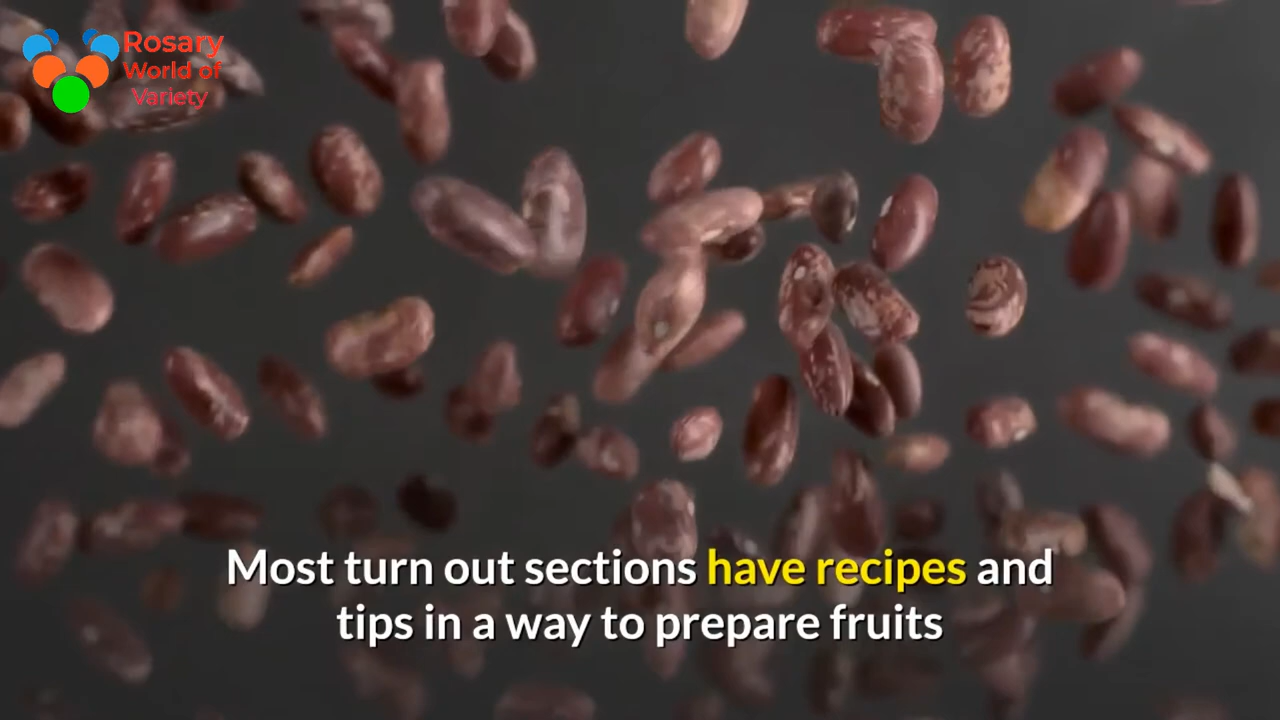 Rosary
World of
Variety
Most turn out sections have recipes and
tips in a way to prepare fruits